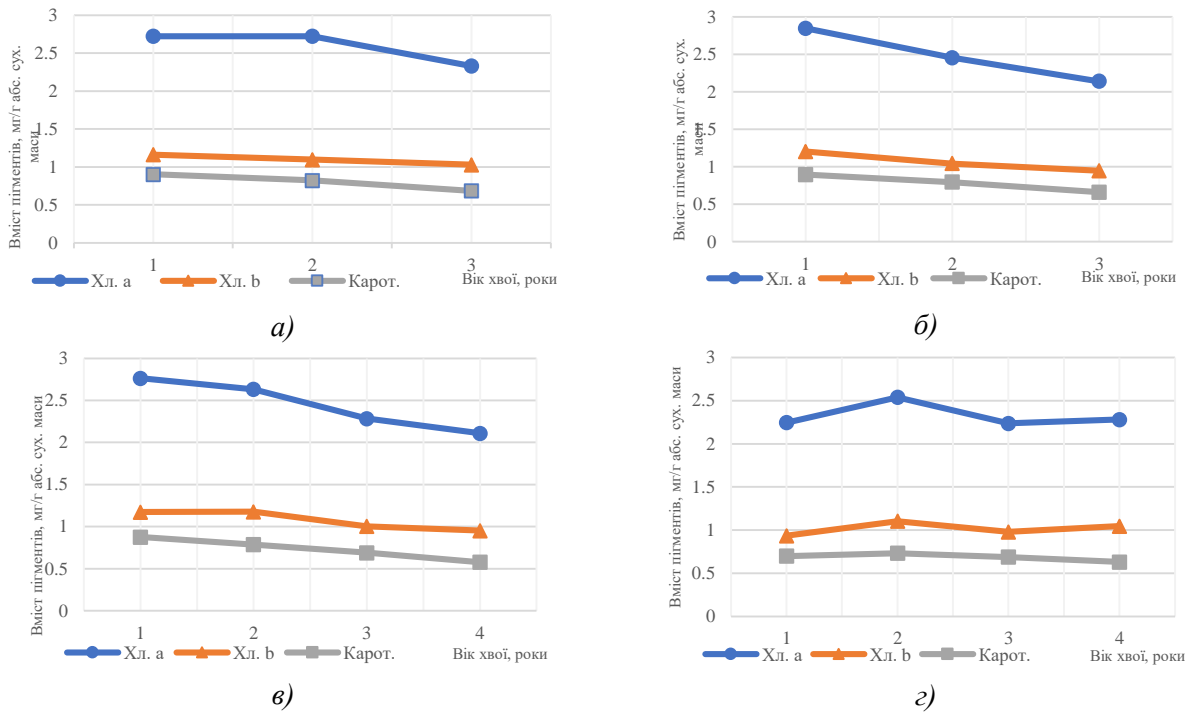 3
2.5
2
1.5
1
0.5
0
Вміст пігментів, мг/г абс. сух.
маси
1 2 3
Хл. a Хл. b Карот. Вік хвої, роки
а)
3
2.5
2
1.5
1
0.5
0
Вміст пігментів, мг/г абс. сух.
маси
1 2 3
Хл. a Хл. b Карот. Вік хвої, роки
б)
3
2.5
2
1.5
1
0.5
0
Вміст пігментів, мг/г абс. сух. маси
1 2 3 4
Хл. a Хл. b Карот. Вік хвої, роки
в)
3
2.5
2
1.5
1
0.5
0
Вміст пігментів, мг/г абс. сух. маси
1 2 3 4
Хл. a Хл. b Карот. Вік хвої, роки
г)